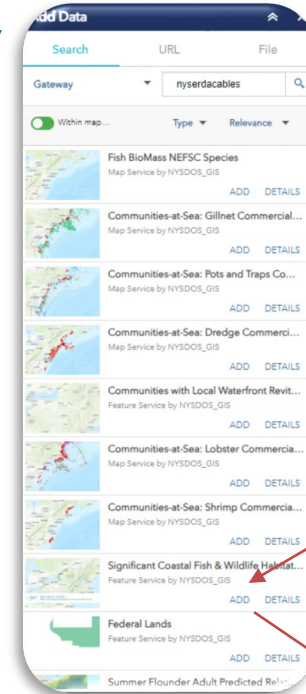 Add Data
Search URL File
Gateway nyserdacables
Within map... Type Relevance
Fish BioMass NEFSC Species
Map Service by NYSDOS_GIS
ADD DETAILS
Communities-at-Sea: Gillnet Commercial...
Map Service by NYSDOS_GIS
ADD DETAILS
Communities-at-Sea: Pots and Traps Co...
Map Service by NYSDOS_GIS
ADD DETAILS
Communities-at-Sea: Dredge Commerci...
Map Service by NYSDOS_GIS
ADD DETAILS
Communities with Local Waterfront Revit...
Feature Service by NYSDOS_GIS
ADD DETAILS
Communities-at-Sea: Lobster Commercia...
Map Service by NYSDOS_GIS
ADD DETAILS
Communities-at-Sea: Shrimp Commercia...
Map Service by NYSDOS_GIS
ADD DETAILS
Significant Coastal Fish & Wildlife Habitat...
Feature Service by NYSDOS_GIS
ADD DETAILS
Federal Lands
Feature Service by NYSDOS_GIS
ADD DETAILS
Summer Flounder Adult Predicted